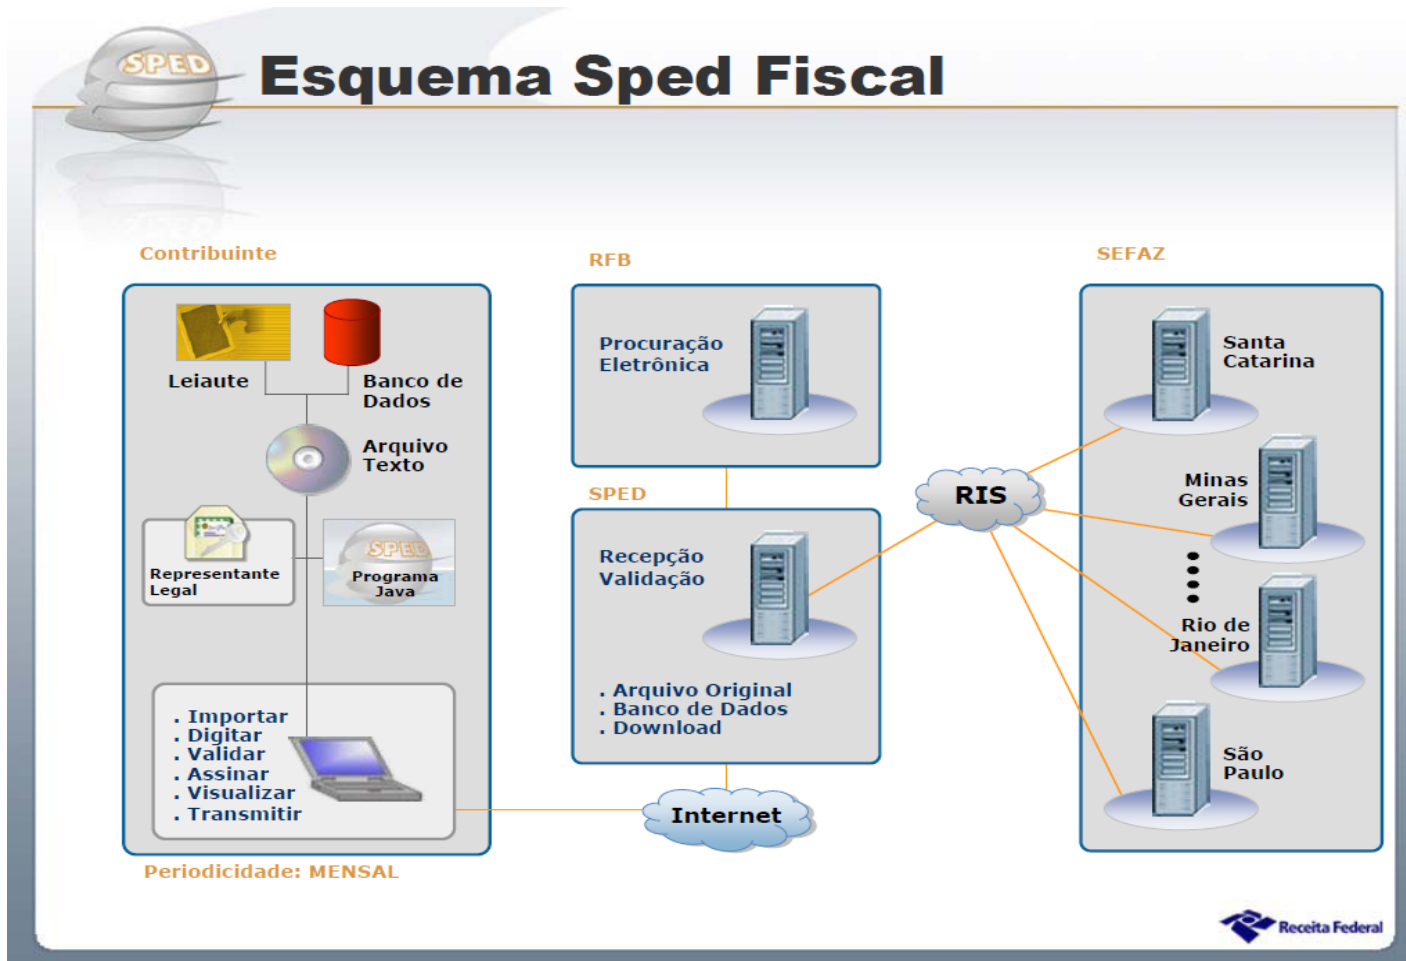 SPED
Esquema Sped Fiscal
Contribuinte
Leiaute
Banco de
Dados
Arquivo
Texto
Representante
Legal
SPED
Programa
Java
. Importar
. Digitar
. Validar
. Assinar
. Visualizar
. Transmitir
Periodicidade: MENSAL
RFB
Procuração
Eletrônica
SPED
Recepção
Validação
. Arquivo Original
. Banco de Dados
. Download
Internet
RIS
SEFAZ
Santa
Catarina
Minas
Gerais
Rio de
Janeiro
São
Paulo
Receita Federal